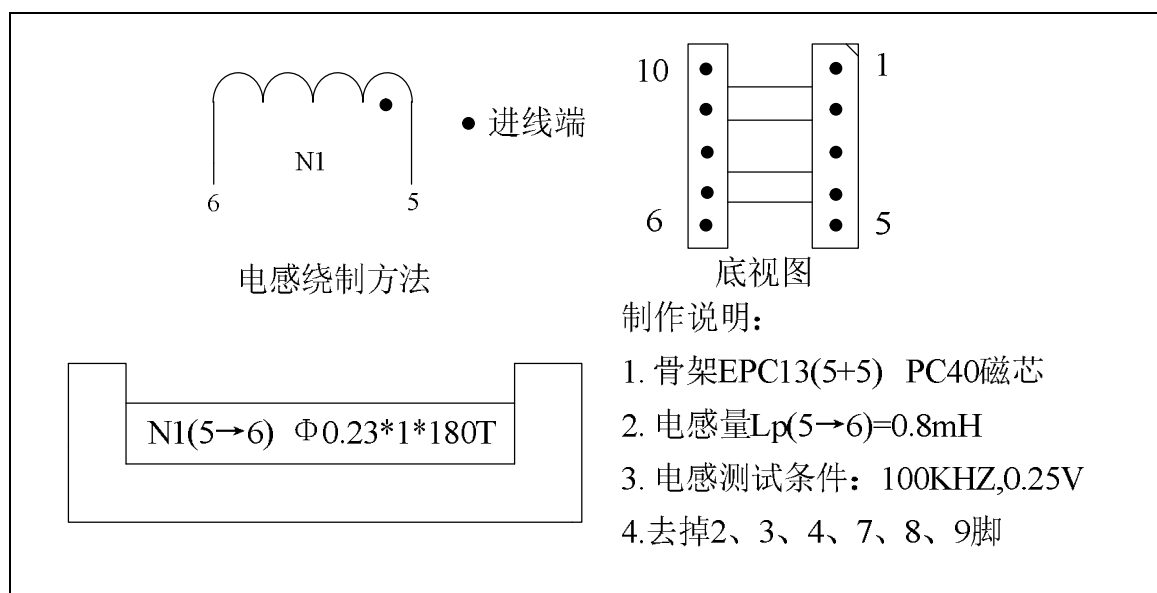 6
5
N1
● 进线端
电感绕制方法
10
1
6
5
底视图
N1(5→6) Φ0.23*1*180T
制作说明：
1. 骨架EPC13(5+5) PC40磁芯
2. 电感量Lp(5→6)=0.8mH
3. 电感测试条件：100KHZ,0.25V
4.去掉2、3、4、7、8、9脚